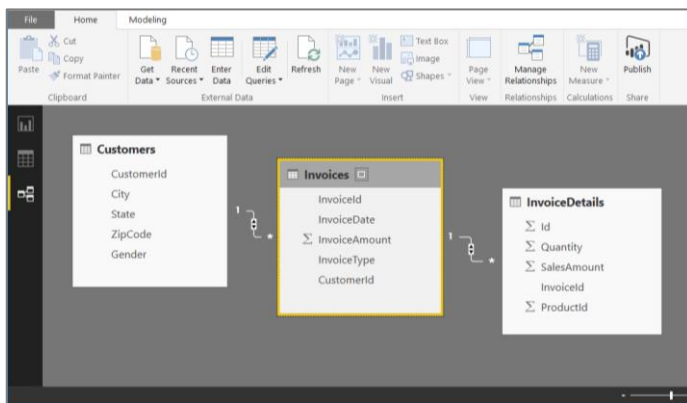 File Home Modeling
Cut
Copy
Format Painter
Paste
Get Data
Recent Sources
Enter Data
Edit Queries
Refresh
New Page
New Visual
Text Box
Image
Shapes
Page View
Manage Relationships
New Measure
Publish
Clipboard External Data Insert View Relationships Calculations Share
Customers
CustomerId
City
State
ZipCode
Gender
1
*
Invoices
InvoiceId
InvoiceDate
Σ InvoiceAmount
InvoiceType
CustomerId
1
*
InvoiceDetails
Σ Id
Σ Quantity
Σ SalesAmount
InvoiceId
Σ ProductId